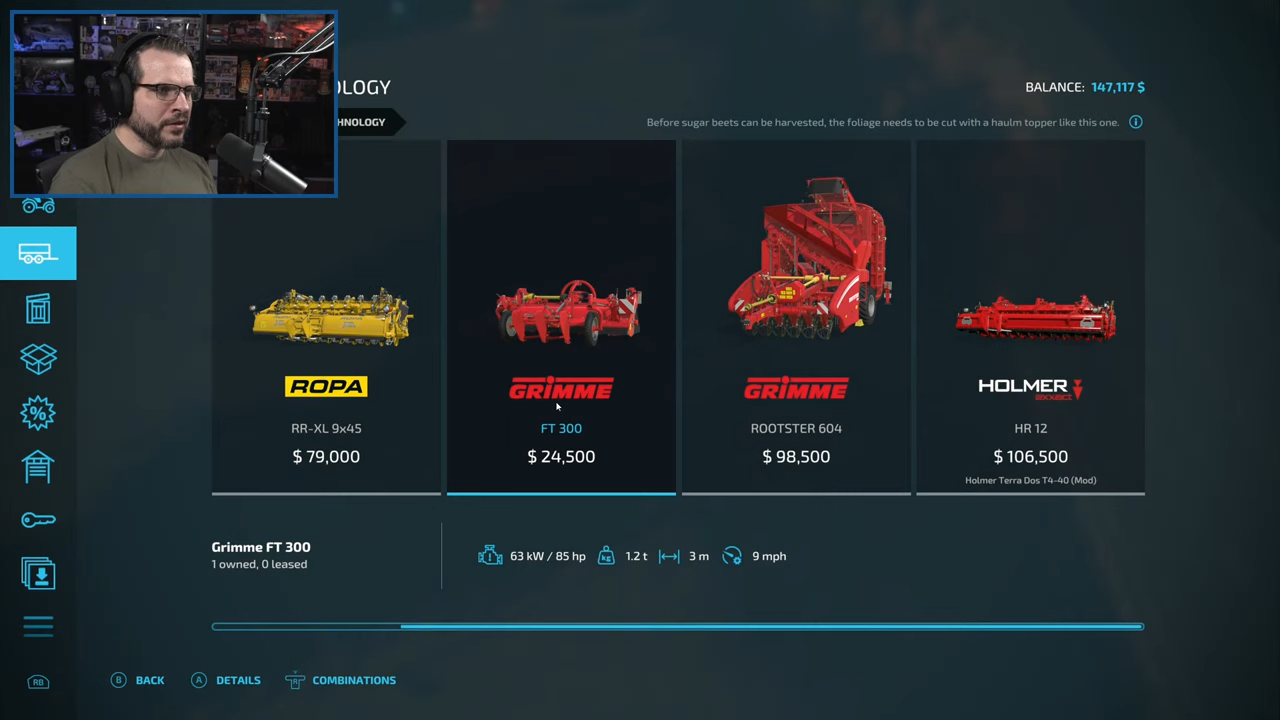 OLOGY
BALANCE: 147,117 $
HNOLOGY
Before sugar beets can be harvested, the foliage needs to be cut with a haulm topper like this one.
ROPA
RR-XL 9x45
$ 79,000
GRIMME
FT 300
$ 24,500
GRIMME
ROOTSTER 604
$ 98,500
HOLMER
exxact
HR 12
$ 106,500
Holmer Terra Dos T4-40 (Mod)
Grimme FT 300
1 owned, 0 leased
63 kW / 85 hp
1.2 t
3 m
9 mph
RB
B BACK
A DETAILS
COMBINATIONS